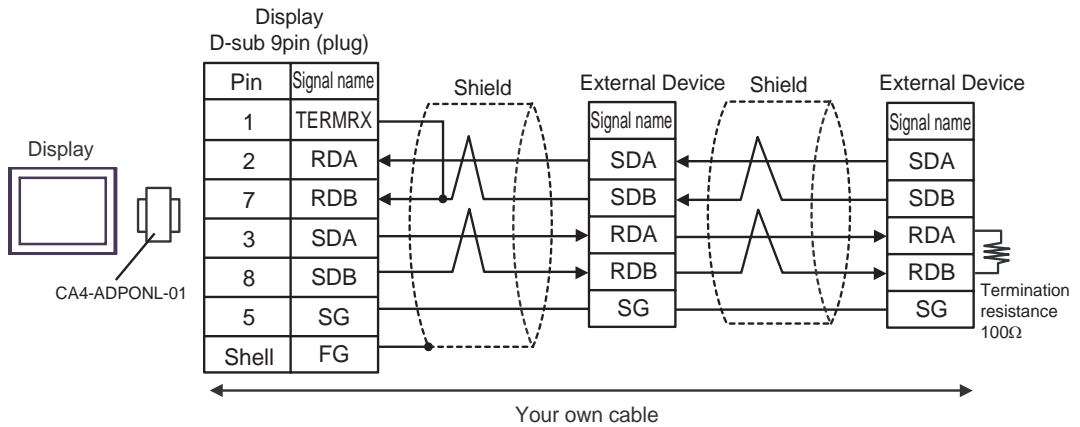 Display
D-sub 9pin (plug)
Pin Signal name
1 TERMRX
2 RDA
7 RDB
3 SDA
8 SDB
5 SG
Shell FG
Display
CA4-ADPONL-01
Shield
External Device
Signal name
SDA
SDB
RDA
RDB
SG
Shield
External Device
Signal name
SDA
SDB
RDA
RDB
SG
Termination
resistance
100Ω
Your own cable